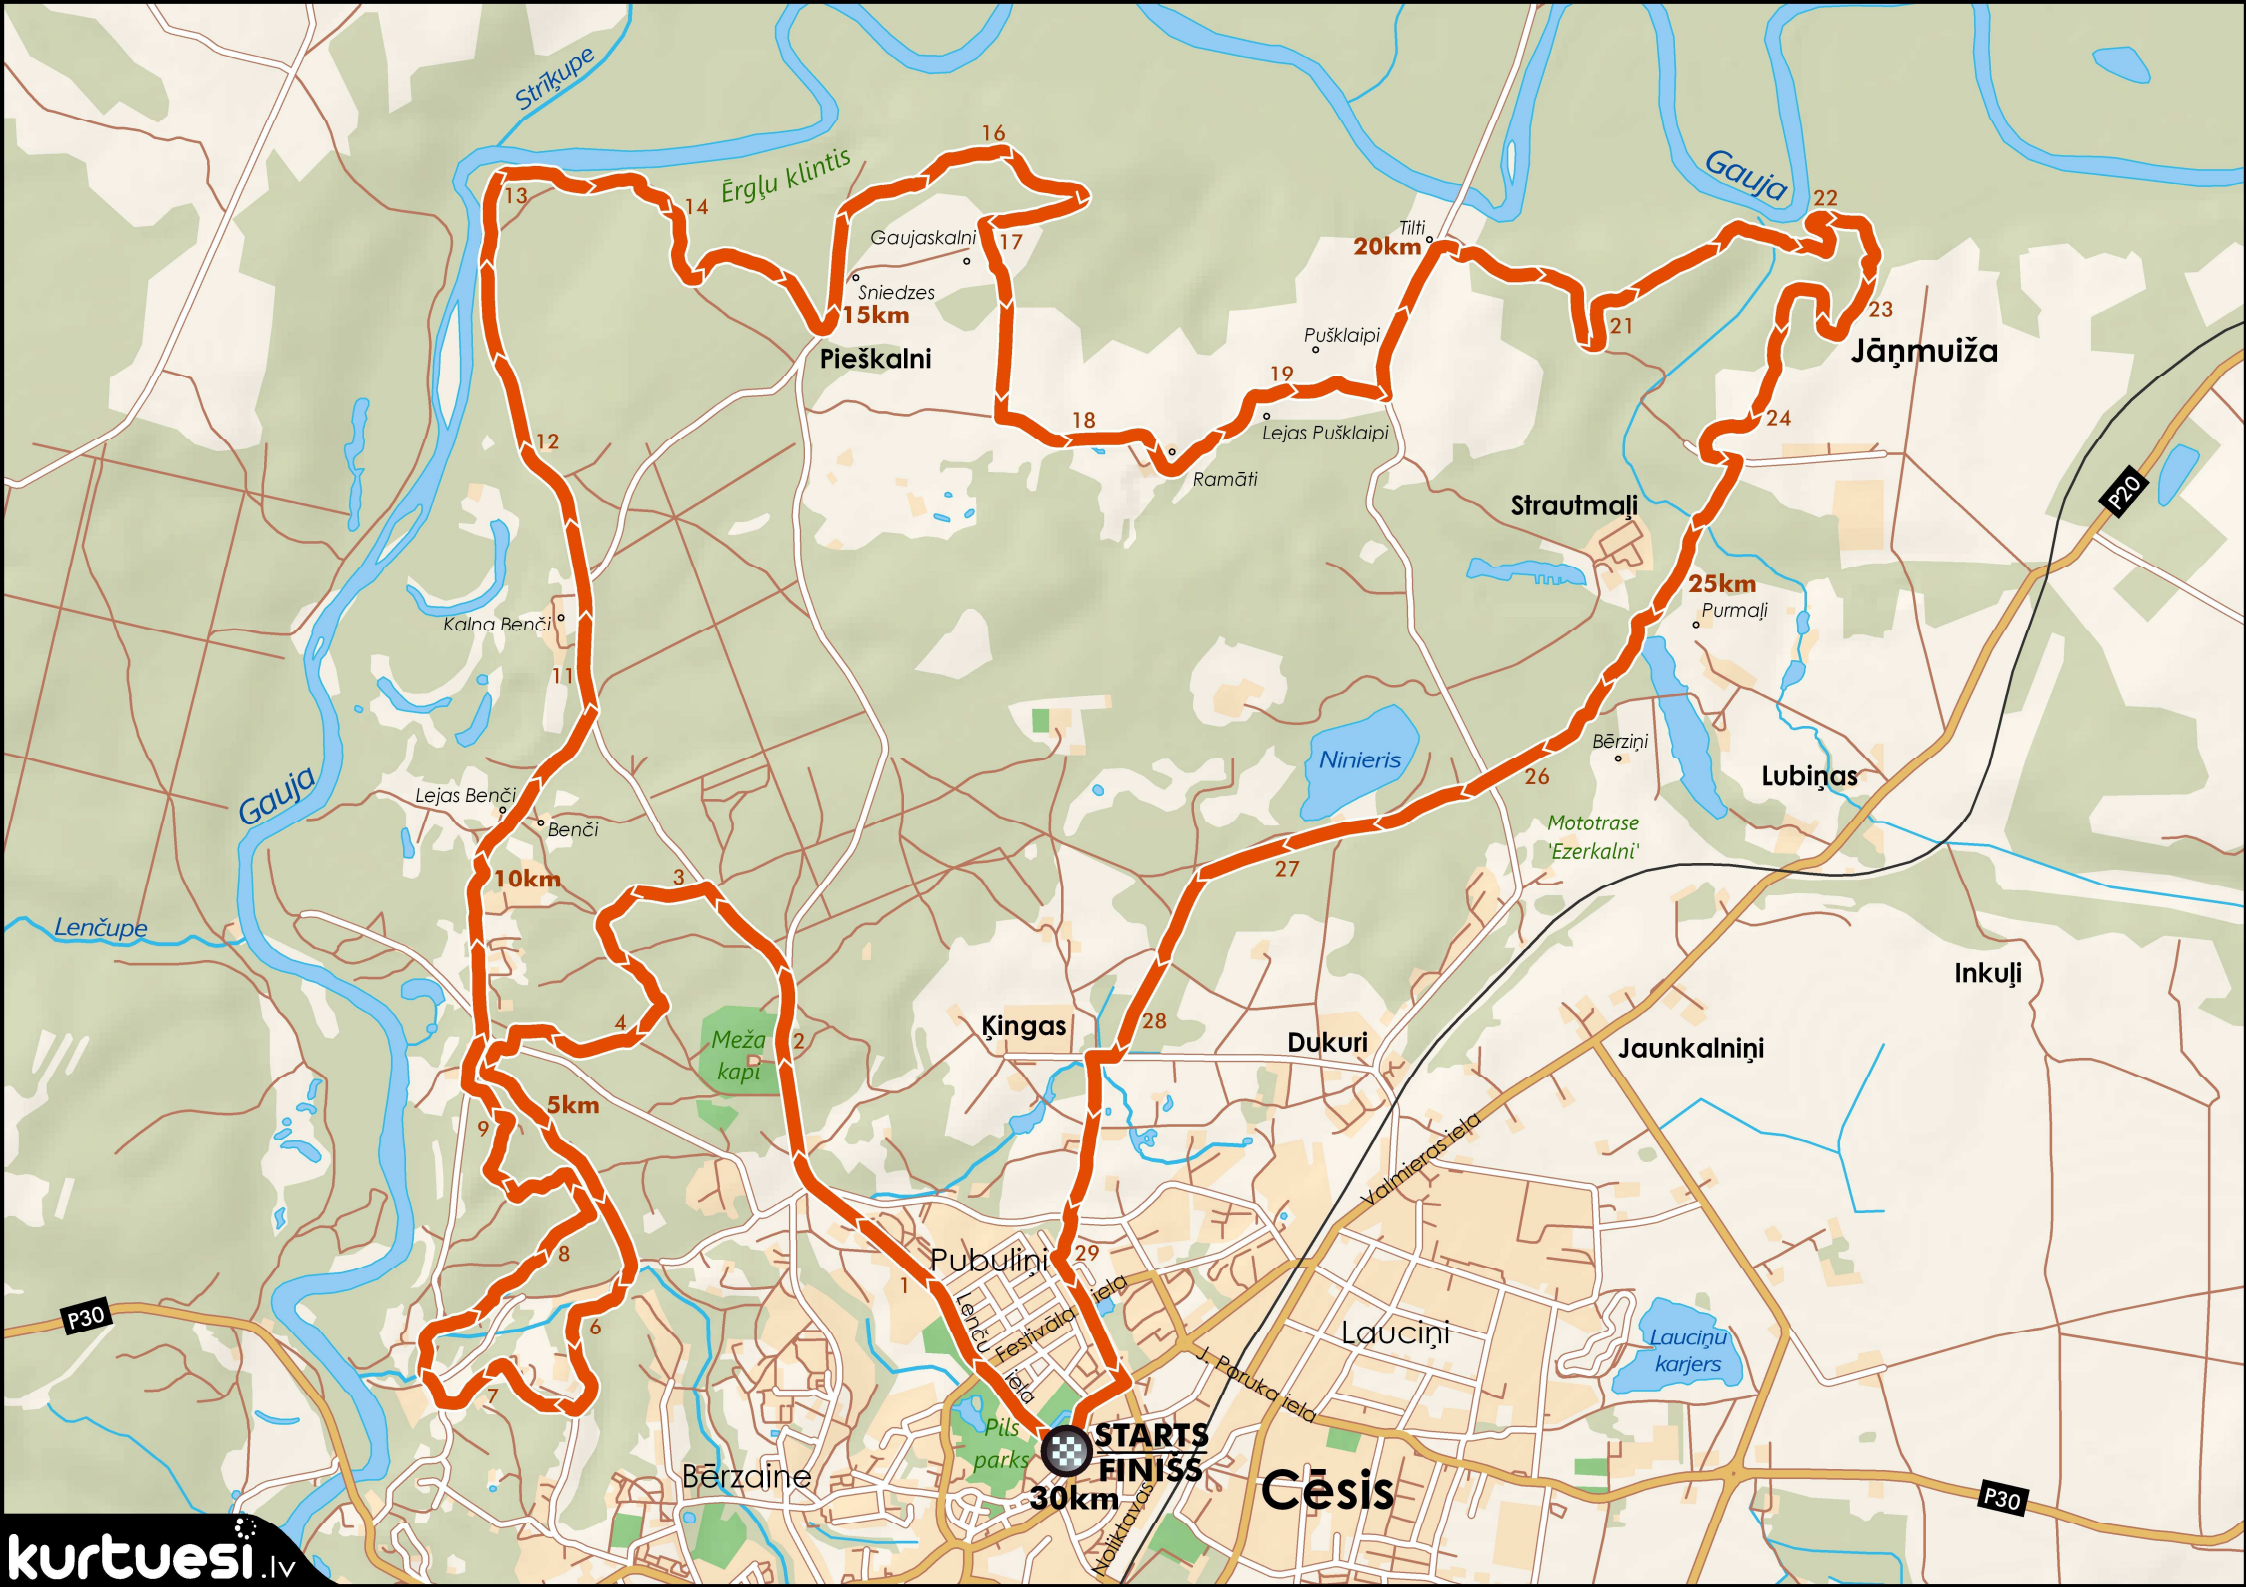 Strīķupe
Ērgļu klintis
16
13
14
Gaujaskalni
17
Sniedzes
15km
Pieškalni
Gauja
22
Tilti
20km
21
23
Jāņmuiža
Pušklaipi
19
18
Lejas Pušklaipi
Ramāti
24
P20
12
Strautmaļi
25km
Purmaļi
Kalna Benči
11
Ninieris
Bērziņi
26
Lubiņas
Mototrase
'Ezerkalni'
Gauja
Lejas Benči
Benči
10km
3
27
Lenčupe
Inkuļi
4
Meža
kapi
2
Ķingas
28
Dukuri
Jaunkalniņi
5km
9
Valmieras iela
8
Pubuliņi
29
1
Lenču iela
Festivāla iela
P30
6
7
Lauciņi
Lauciņu
karjers
J. Poruka iela
Pils
parks
STARTS
FINIŠS
30km
Bērzaine
Cēsis
Noliktavas
P30
kurtuesi.lv